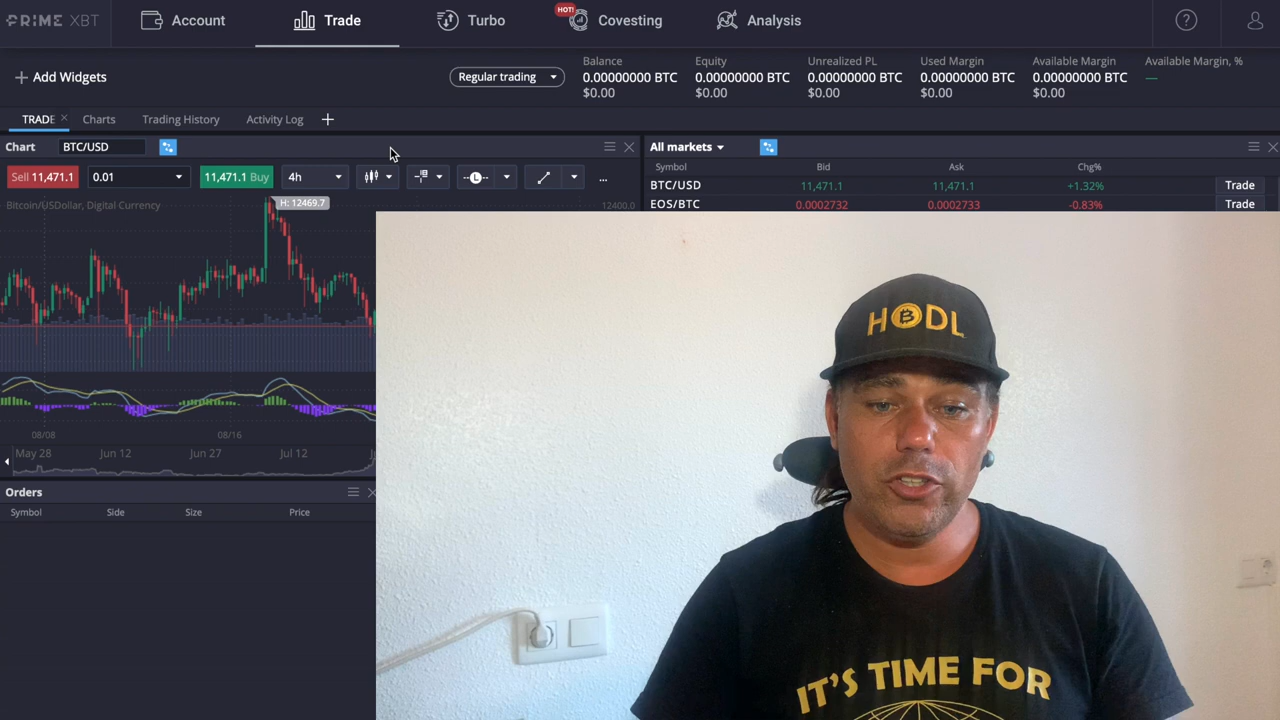 PRIME XBT
Account
Trade
Turbo
HOT!
Covesting
Analysis
?
+ Add Widgets
Regular trading
Balance
0.00000000 BTC
$0.00
Equity
0.00000000 BTC
$0.00
Unrealized PL
0.00000000 BTC
$0.00
Used Margin
0.00000000 BTC
$0.00
Available Margin
0.00000000 BTC
$0.00
Available Margin, %
—
TRADE
Charts
Trading History
Activity Log
+
Chart
BTC/USD
Sell 11,471.1
0.01
11,471.1 Buy
4h
L
...
Bitcoin/USDollar, Digital Currency
H: 12469.7
12400.0
08/08
08/16
May 28
Jun 12
Jun 27
Jul 12
Orders
Symbol Side Size Price
All markets
Symbol Bid Ask Chg%
BTC/USD 11,471.1 11,471.1 +1.32% Trade
EOS/BTC 0.0002732 0.0002733 -0.83% Trade
HODL
IT'S TIME FOR